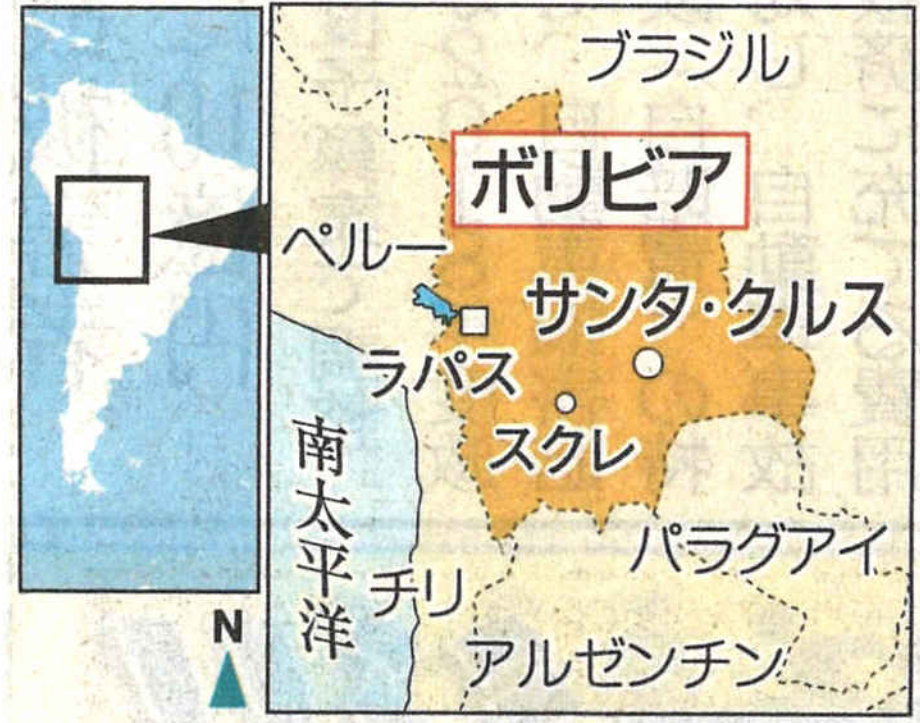 ブラジル
ボリビア
ペルー
サンタ・クルス
ラパス
スクレ
南太平洋
パラグアイ
チリ
アルゼンチン
N